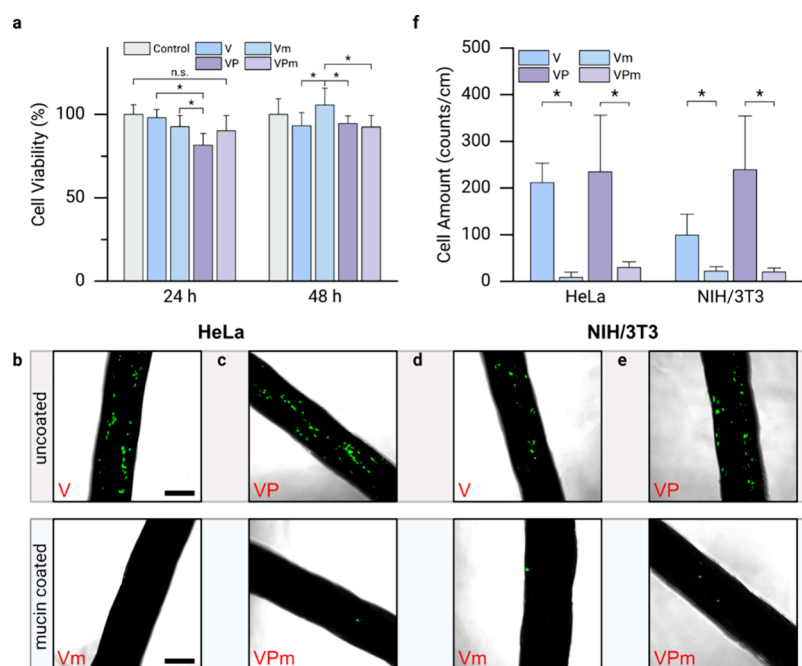 a
Control V Vm
VP VPm
n.s.
*
*
* *
*
Cell Viability (%)
100
50
0
24 h 48 h
f
V Vm
VP VPm
* * * *
Cell Amount (counts/cm)
500
400
300
200
100
0
HeLa NIH/3T3
HeLa NIH/3T3
b c d e
uncoated
V VP V VP
mucin coated
Vm VPm Vm VPm